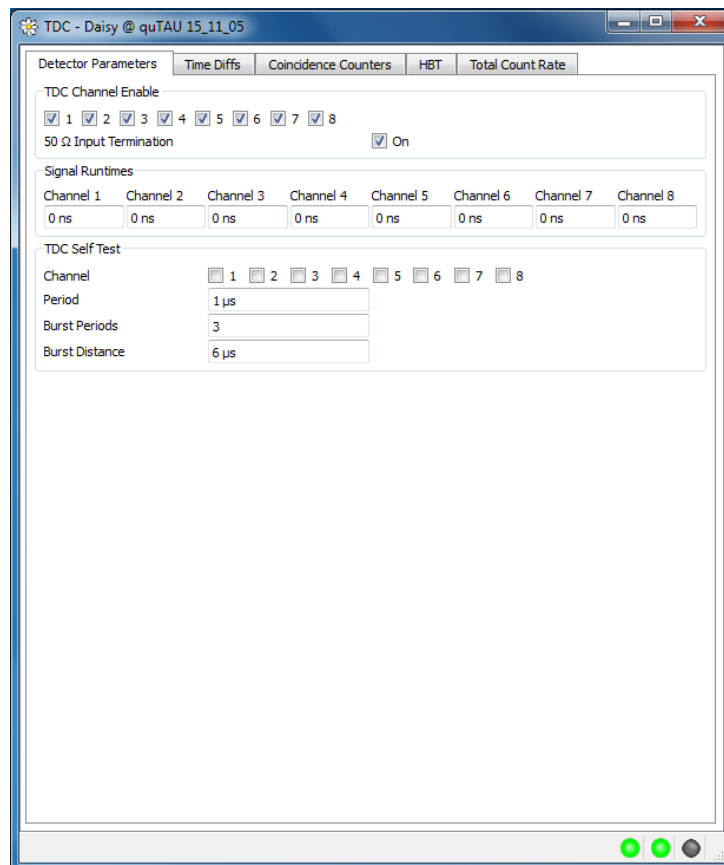 TDC - Daisy @ quTAU 15_11_05
Detector Parameters Time Diffs Coincidence Counters HBT Total Count Rate
TDC Channel Enable
1 2 3 4 5 6 7 8
50 Ω Input Termination On
Signal Runtimes
Channel 1 Channel 2 Channel 3 Channel 4 Channel 5 Channel 6 Channel 7 Channel 8
0 ns 0 ns 0 ns 0 ns 0 ns 0 ns 0 ns 0 ns
TDC Self Test
Channel 1 2 3 4 5 6 7 8
Period 1 µs
Burst Periods 3
Burst Distance 6 µs